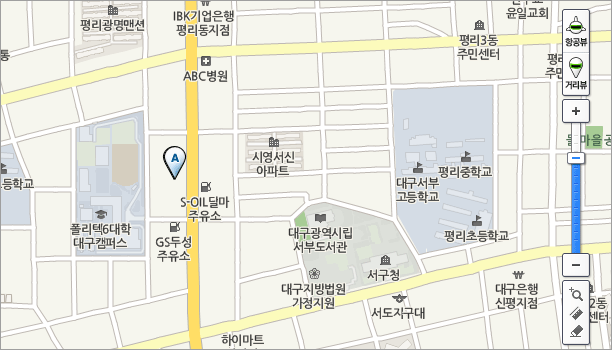 IBK기업은행
평리동지점
윤일교회
평리광명맨션
평리3동
주민센터
항공뷰
거리뷰
ABC병원
A
시영서신
아파트
평리중학교
대구서부
고등학교
등학교
S-OIL달마
주유소
폴리텍6대학
대구캠퍼스
GS두성
주유소
대구광역시립
서부도서관
평리초등학교
서구청
대구지방법원
가정지원
대구은행
신평지점
서도지구대
2동
센터
하이마트